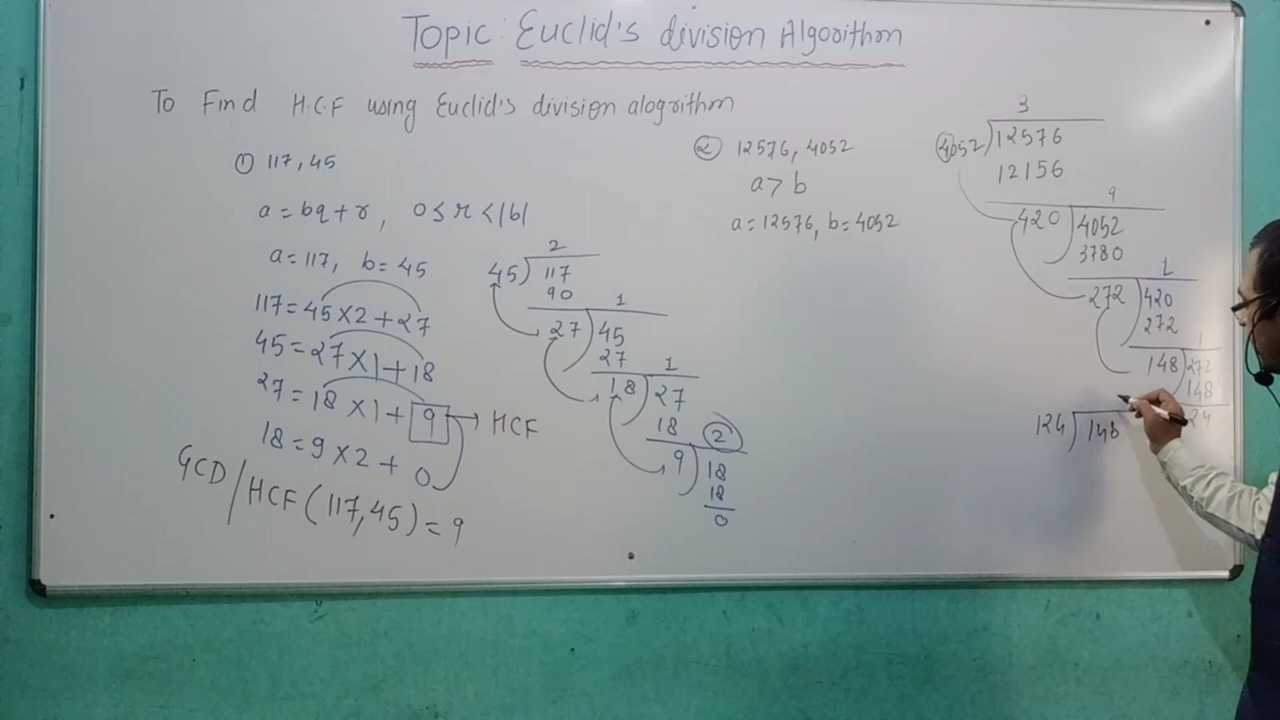 Topic: Euclid's division Algorithm
To Find H.C.F using Euclid's division alogrithm
① 117, 45
a = bq + r, 0 ≤ r < |b|
a = 117, b = 45
117 = 45 × 2 + 27
45 = 27 × 1 + 18
27 = 18 × 1 + 9 → HCF
18 = 9 × 2 + 0
GCD/HCF (117, 45) = 9
2
45) 117
90
1
27) 45
27
1
18) 27
18
2
9) 18
18
0
② 12576, 4052
a > b
a = 12576, b = 4052
3
4052) 12576
12156
9
420) 4052
3780
1
272) 420
272
1
148) 272
148
24
124) 148